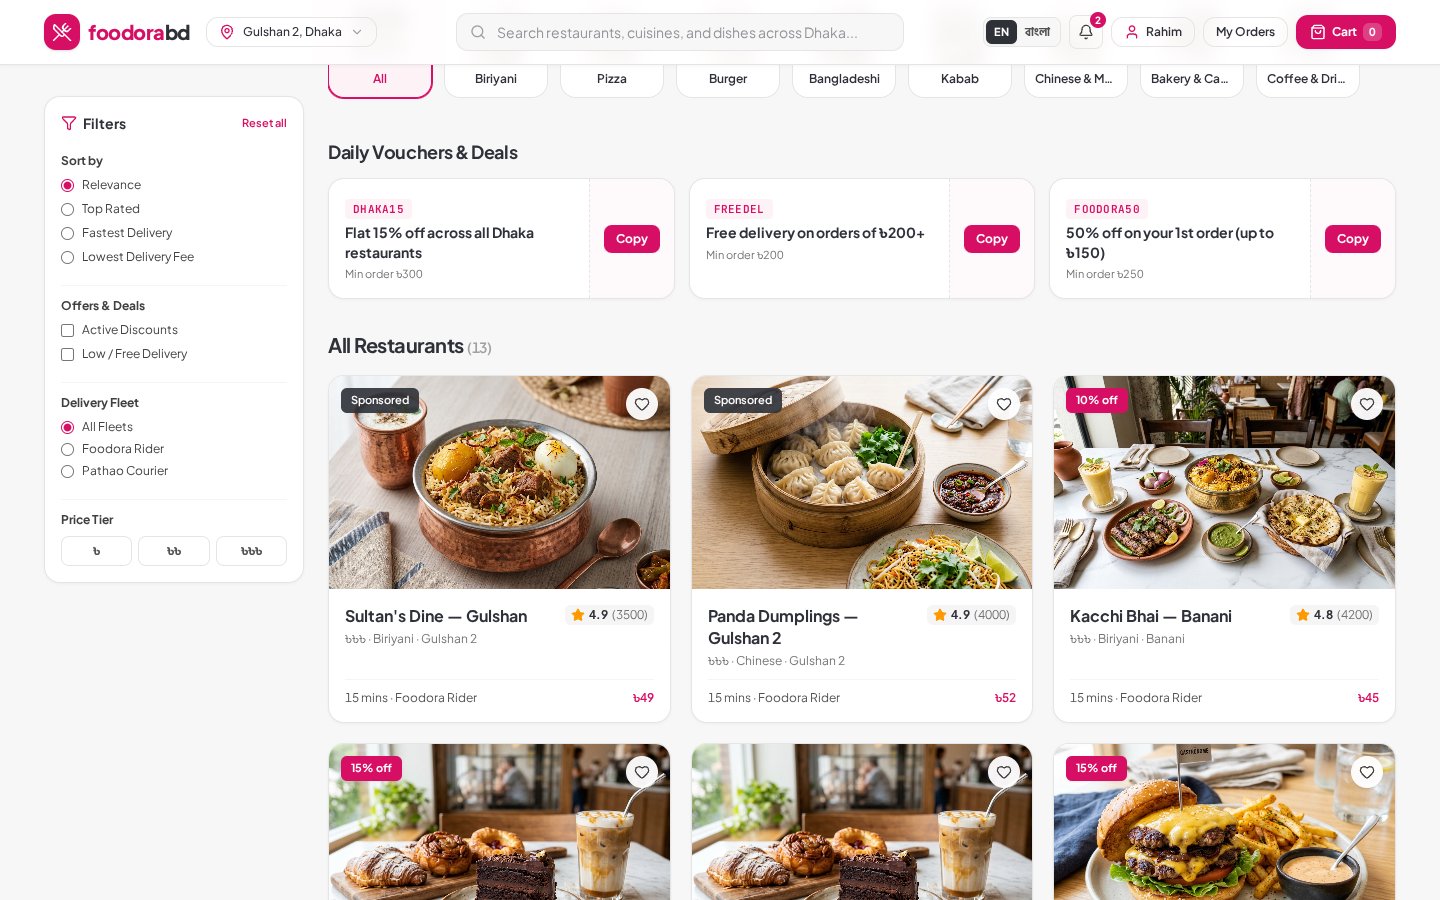 foodorabd
Gulshan 2, Dhaka
Search restaurants, cuisines, and dishes across Dhaka...
EN
বাংলা
2
Rahim
My Orders
Cart 0
All
Biriyani
Pizza
Burger
Bangladeshi
Kabab
Chinese & M...
Bakery & Ca...
Coffee & Dri...
Filters
Reset all
Sort by
Relevance
Top Rated
Fastest Delivery
Lowest Delivery Fee
Offers & Deals
Active Discounts
Low / Free Delivery
Delivery Fleet
All Fleets
Foodora Rider
Pathao Courier
Price Tier
৳
৳৳
৳৳৳
Daily Vouchers & Deals
DHAKA15
Flat 15% off across all Dhaka
restaurants
Min order ৳300
Copy
FREEDEL
Free delivery on orders of ৳200+
Min order ৳200
Copy
FOODORA50
50% off on your 1st order (up to
৳150)
Min order ৳250
Copy
All Restaurants (13)
Sponsored
Sultan's Dine — Gulshan
4.9 (3500)
৳৳৳ · Biriyani · Gulshan 2
15 mins · Foodora Rider
৳49
Sponsored
Panda Dumplings —
Gulshan 2
4.9 (4000)
৳৳৳ · Chinese · Gulshan 2
15 mins · Foodora Rider
৳52
10% off
Kacchi Bhai — Banani
4.8 (4200)
৳৳৳ · Biriyani · Banani
15 mins · Foodora Rider
৳45
15% off
15% off